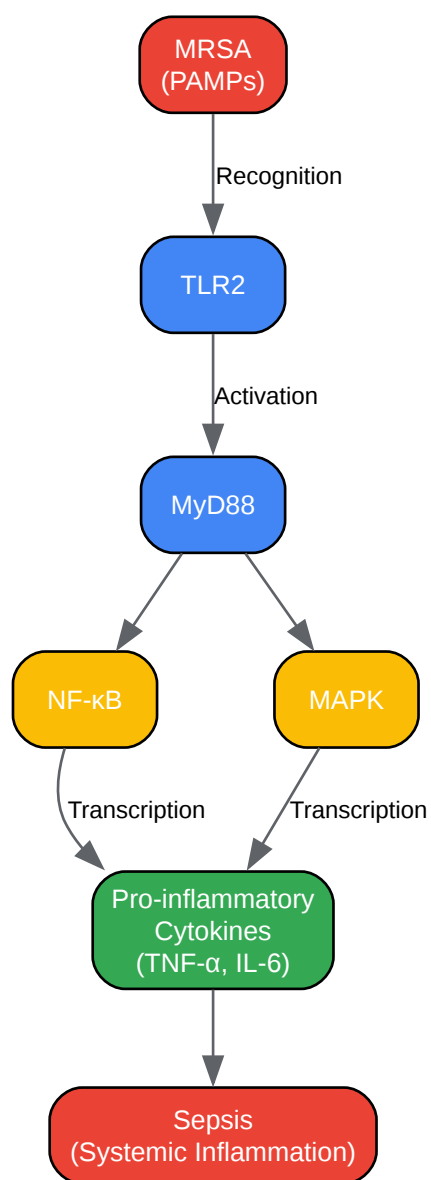 MRSA
(PAMPs)
Recognition
TLR2
Activation
MyD88
NF-κB
MAPK
Transcription
Transcription
Pro-inflammatory
Cytokines
(TNF-α, IL-6)
Sepsis
(Systemic Inflammation)